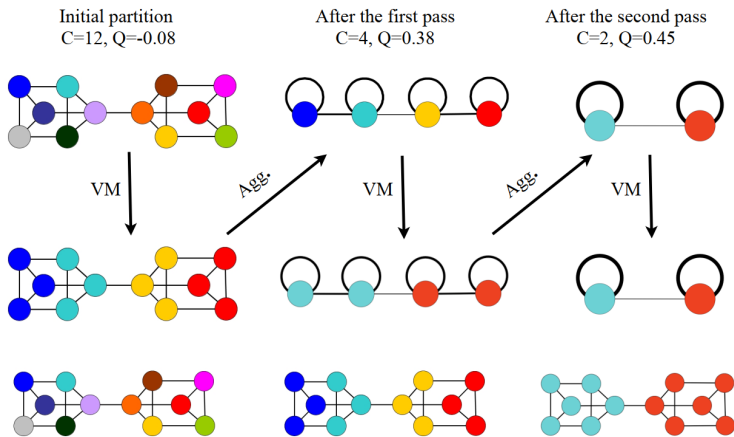 Initial partition
C=12, Q=-0.08
After the first pass
C=4, Q=0.38
After the second pass
C=2, Q=0.45
VM
Agg.
VM
Agg.
VM